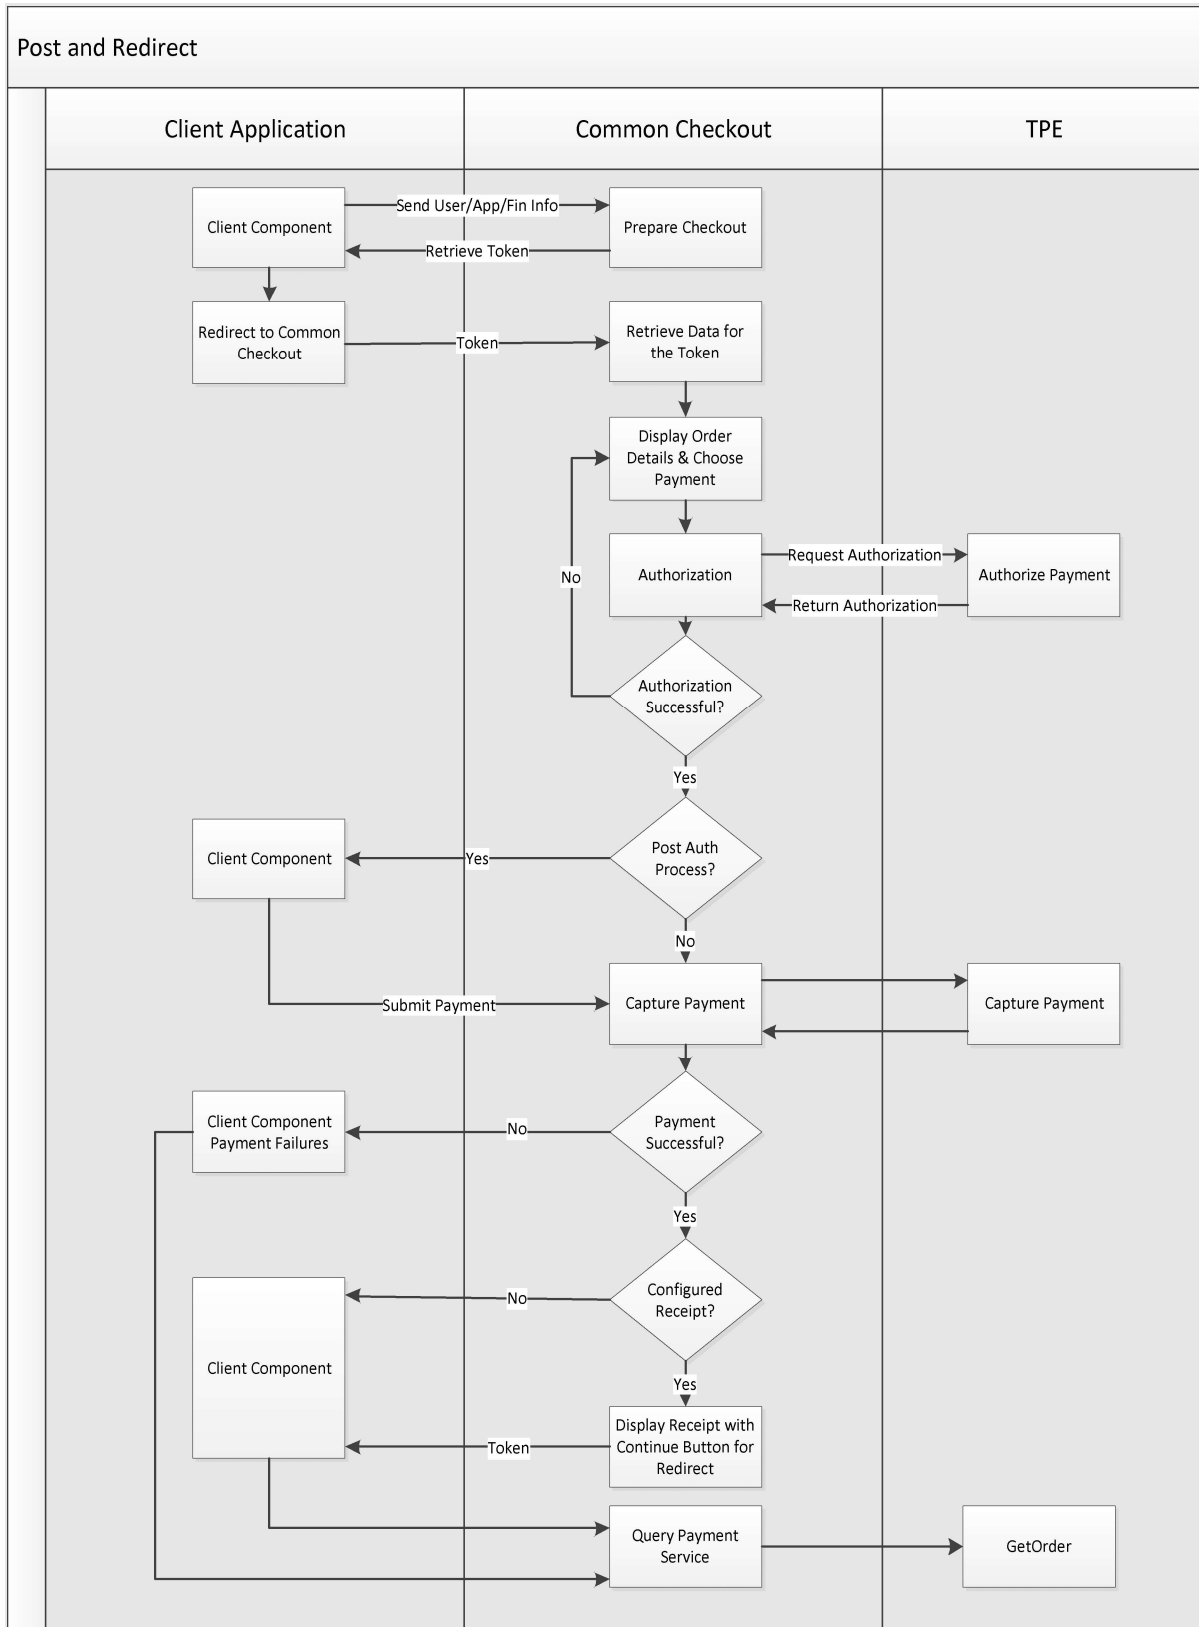 Post and Redirect
Client Application
Common Checkout
TPE
Client Component
Send User/App/Fin Info
Prepare Checkout
Retrieve Token
Redirect to Common
Checkout
Token
Retrieve Data for
the Token
Display Order
Details & Choose
Payment
Authorization
Request Authorization
Authorize Payment
Return Authorization
No
Authorization
Successful?
Yes
Client Component
Yes
Post Auth
Process?
No
Submit Payment
Capture Payment
Capture Payment
Client Component
Payment Failures
No
Payment
Successful?
Yes
Client Component
No
Configured
Receipt?
Yes
Token
Display Receipt with
Continue Button for
Redirect
Query Payment
Service
GetOrder